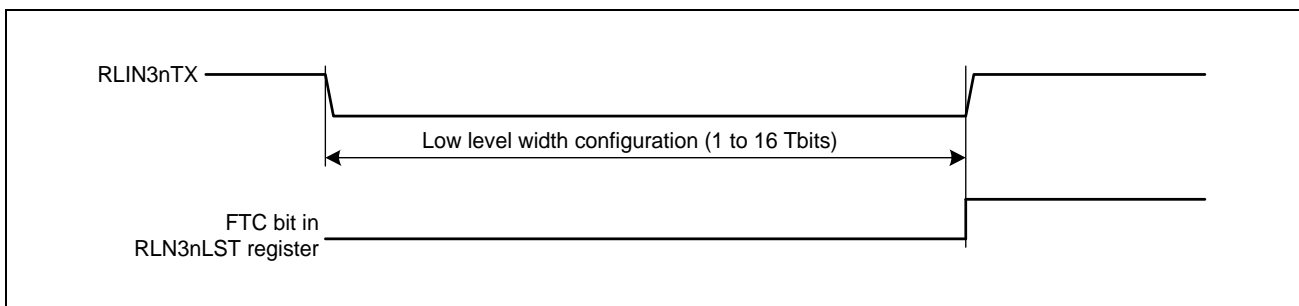 RLIN3nTX
Low level width configuration (1 to 16 Tbits)
FTC bit in
RLN3nLST register